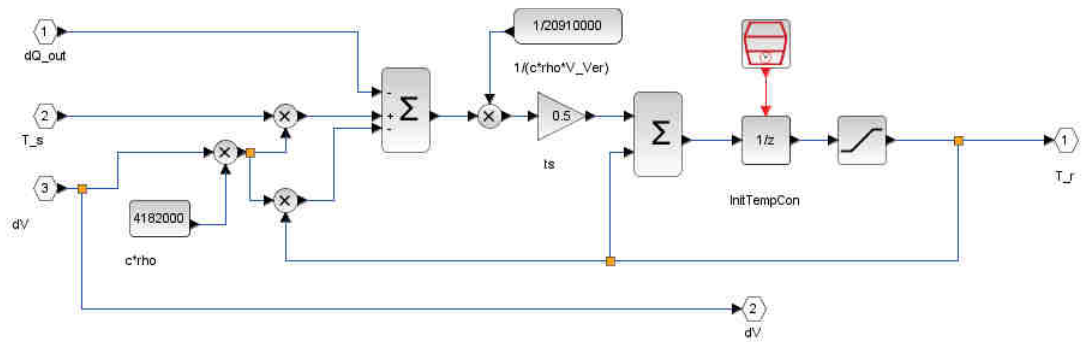 1
dQ_out
1/20910000
1/(c*rho*V_Ver)
-
+
-
Σ
2
T_s
×
×
×
0.5
ts
Σ
1/z
InitTempCon
1
T_r
×
3
dV
4182000
c*rho
2
dV